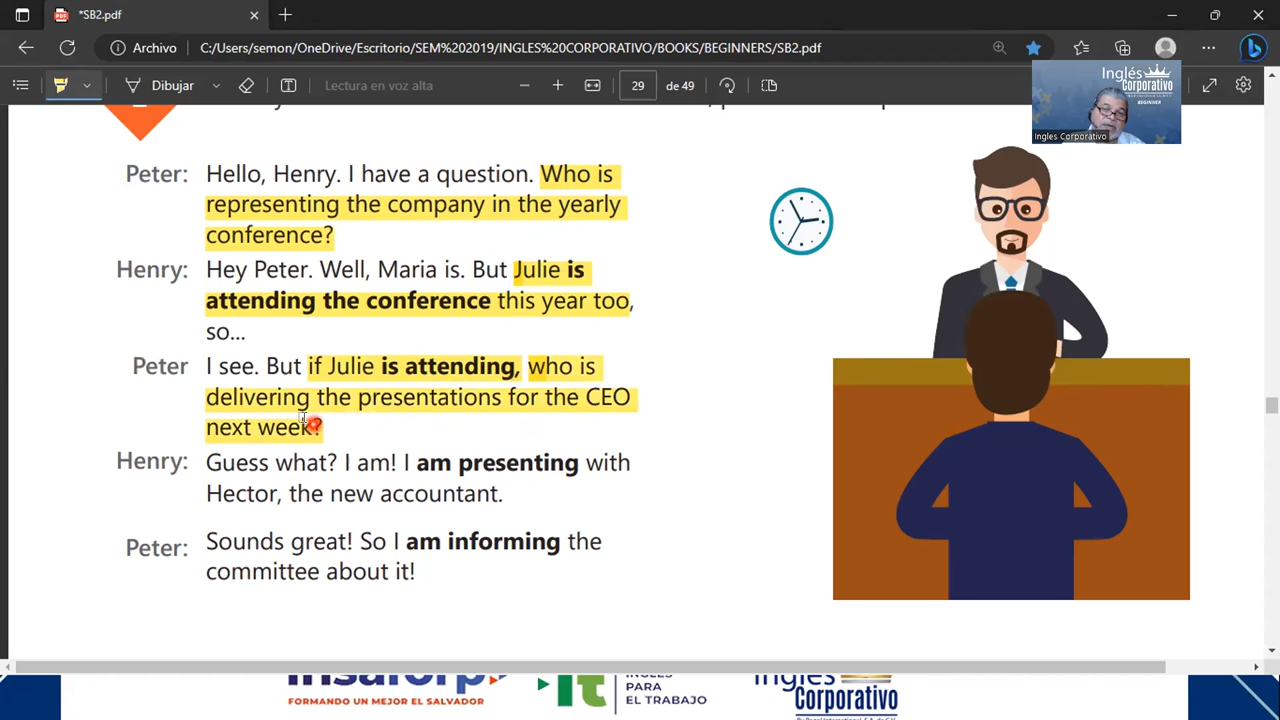 *SB2.pdf
Archivo
C:/Users/semon/OneDrive/Escritorio/SEM%202019/INGLES%20CORPORATIVO/BOOKS/BEGINNERS/SB2.pdf
Dibujar
Lectura en voz alta
29
de 49
Inglés
Corporativo
BEGINNER
Ingles Corporativo
Peter: Hello, Henry. I have a question. Who is
representing the company in the yearly
conference?
Henry: Hey Peter. Well, Maria is. But Julie is
attending the conference this year too,
so...
Peter I see. But if Julie is attending, who is
delivering the presentations for the CEO
next week?
Henry: Guess what? I am! I am presenting with
Hector, the new accountant.
Peter: Sounds great! So I am informing the
committee about it!
FORMANDO UN MEJOR EL SALVADOR
INGLÉS
PARA
EL TRABAJO
Inglés
Corporativo